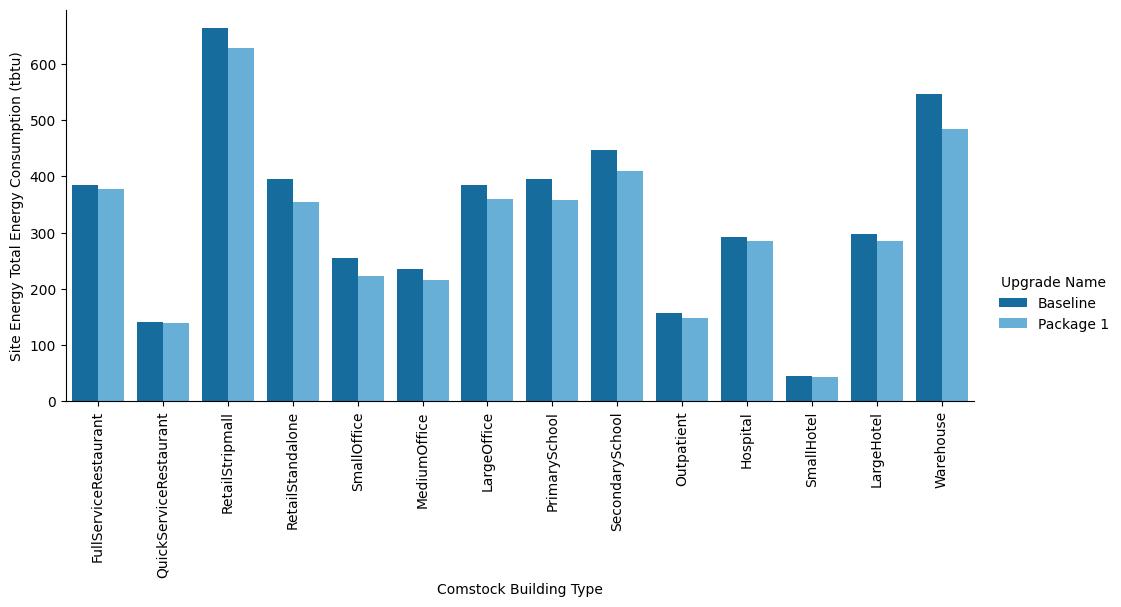 Site Energy Total Energy Consumption (tbtu)
600
500
400
300
200
100
0
FullServiceRestaurant
QuickServiceRestaurant
RetailStripmall
RetailStandalone
SmallOffice
MediumOffice
LargeOffice
PrimarySchool
SecondarySchool
Outpatient
Hospital
SmallHotel
LargeHotel
Warehouse
Comstock Building Type
Upgrade Name
Baseline
Package 1